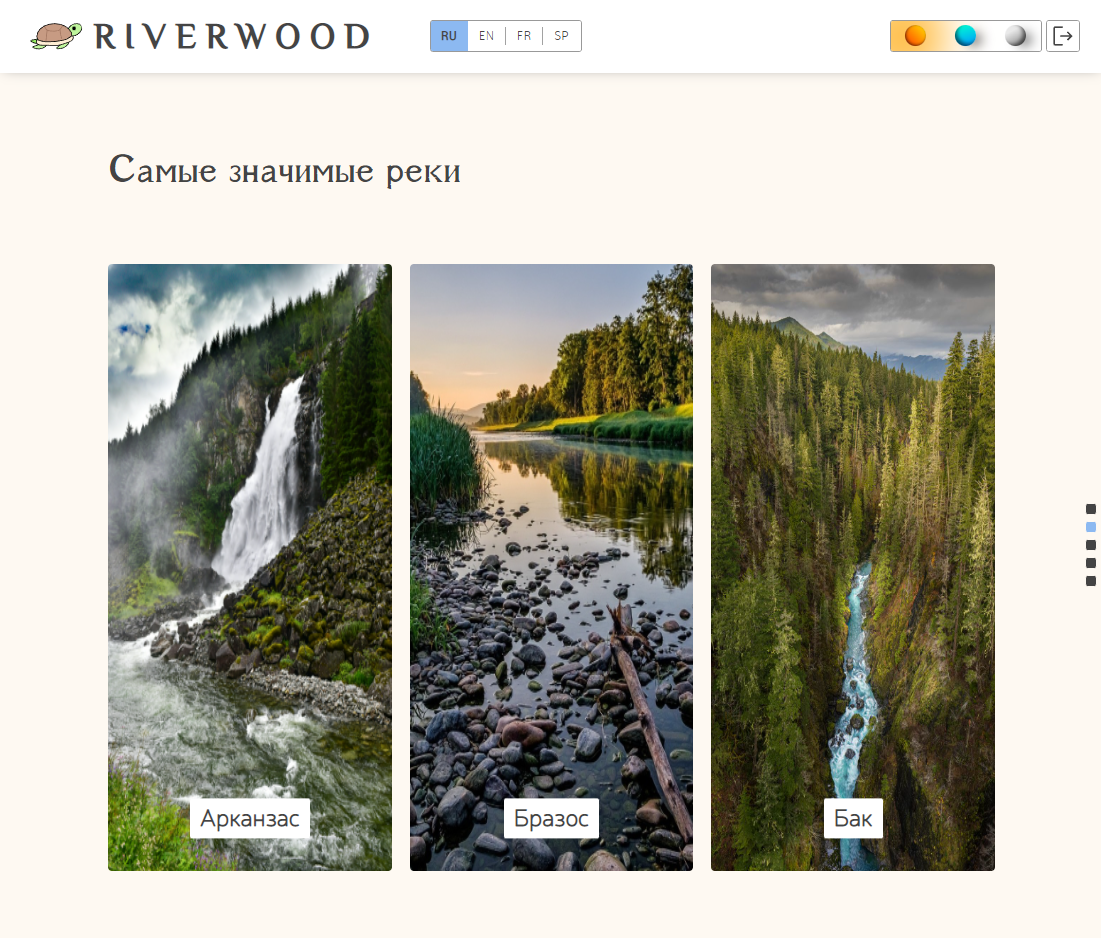 RIVERWOOD
RU EN FR SP
Самые значимые реки
Арканзас
Бразос
Бак